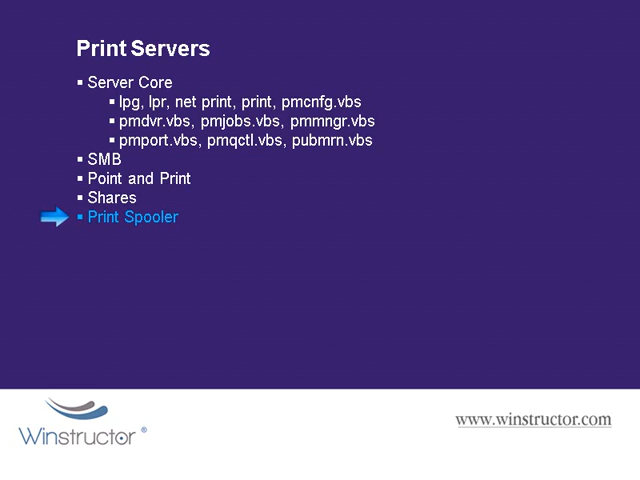 Print Servers
▪ Server Core
▪ lpg, lpr, net print, print, pmcnfg.vbs
▪ pmdvr.vbs, pmjobs.vbs, pmmngr.vbs
▪ pmport.vbs, pmqctl.vbs, pubmrn.vbs
▪ SMB
▪ Point and Print
▪ Shares
▪ Print Spooler
Winstructor ®
www.winstructor.com